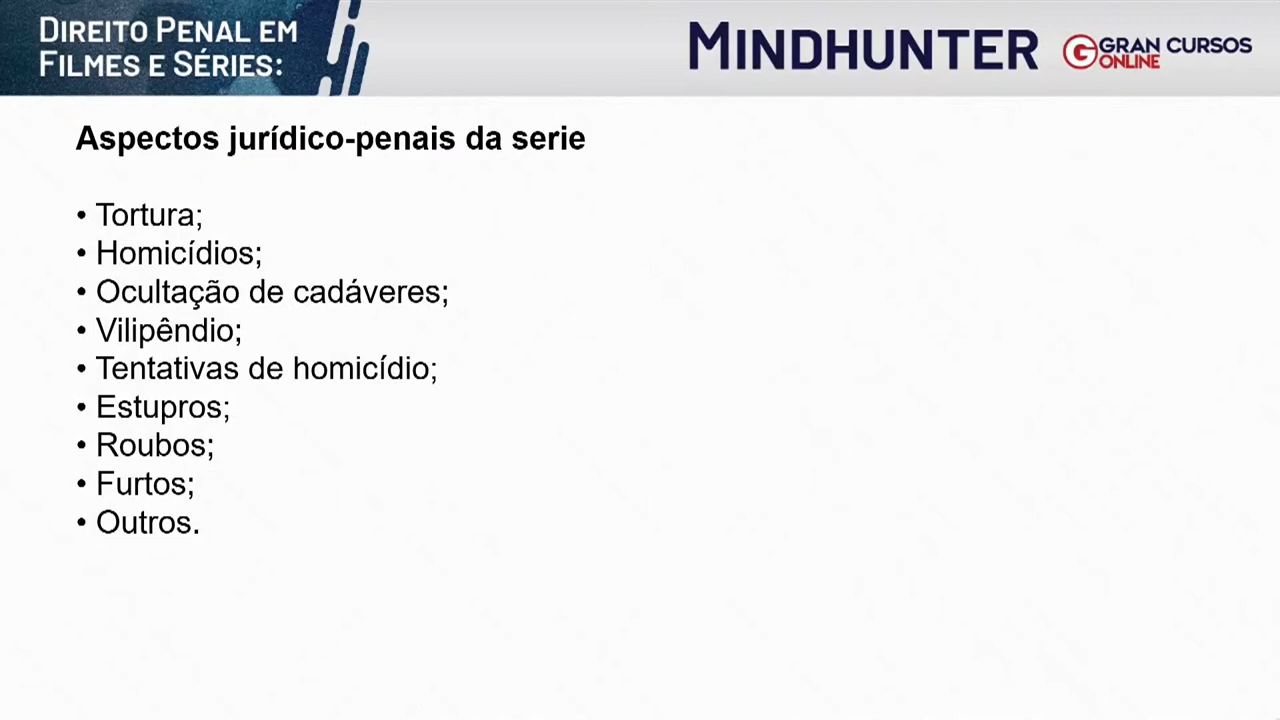 DIREITO PENAL EM
FILMES E SÉRIES:
MINDHUNTER
G GRAN CURSOS
ONLINE
Aspectos jurídico-penais da serie
• Tortura;
• Homicídios;
• Ocultação de cadáveres;
• Vilipêndio;
• Tentativas de homicídio;
• Estupros;
• Roubos;
• Furtos;
• Outros.